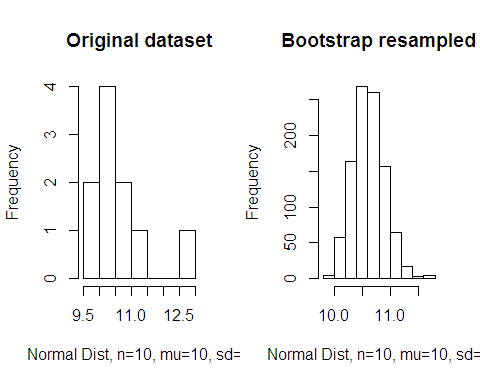 Original dataset
Frequency
4
3
2
1
0
9.5 11.0 12.5
Normal Dist, n=10, mu=10, sd=
Bootstrap resampled
Frequency
200
100
50
0
10.0 11.0
Normal Dist, n=10, mu=10, sd=